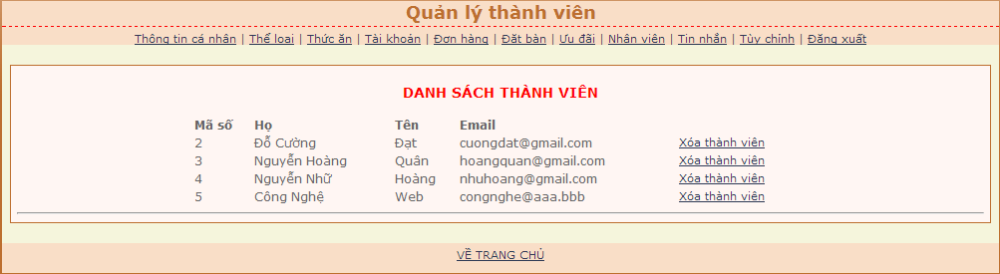 Quản lý thành viên
Thông tin cá nhân | Thể loại | Thức ăn | Tài khoản | Đơn hàng | Đặt bàn | Ưu đãi | Nhân viên | Tin nhắn | Tùy chỉnh | Đăng xuất
DANH SÁCH THÀNH VIÊN
Mã số Họ Tên Email
2 Đỗ Cường Đạt cuongdat@gmail.com Xóa thành viên
3 Nguyễn Hoàng Quân hoangquan@gmail.com Xóa thành viên
4 Nguyễn Nhữ Hoàng nhuhoang@gmail.com Xóa thành viên
5 Công Nghệ Web congnghe@aaa.bbb Xóa thành viên
VỀ TRANG CHỦ